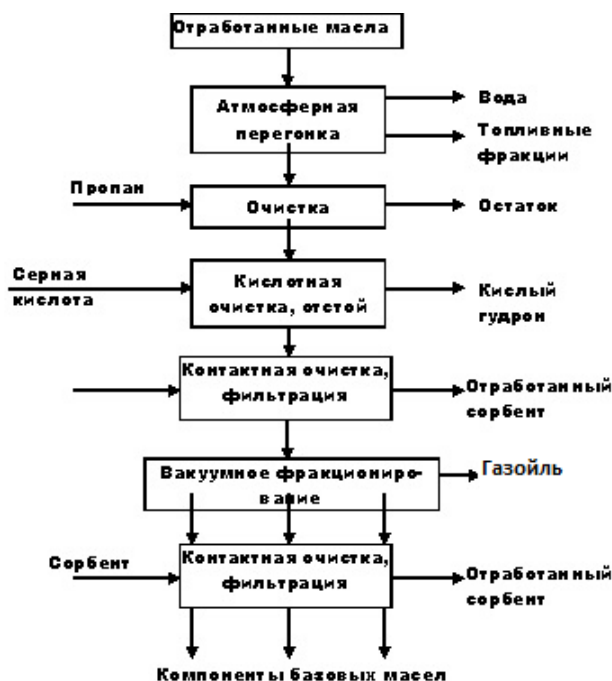 Отработанные масла
Атмосферная
перегонка
Вода
Топливные
фракции
Пропан
Очистка
Остаток
Серная
кислота
Кислотная
очистка, отстой
Кислый
гудрон
Контактная очистка,
фильтрация
Отработанный
сорбент
Вакуумное фракциониро-
вание
Газойль
Сорбент
Контактная очистка,
фильтрация
Отработанный
сорбент
Компоненты базовых масел